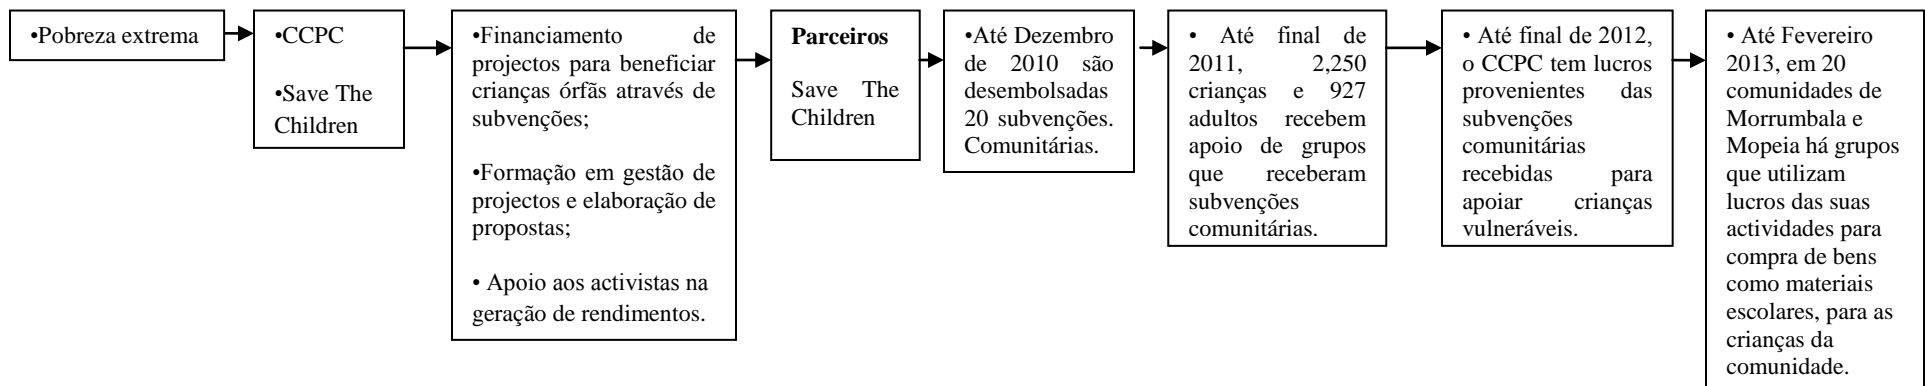 •Pobreza extrema
•CCPC
•Save The
Children
•Financiamento de
projectos para beneficiar
crianças órfãs através de
subvenções;
•Formação em gestão de
projectos e elaboração de
propostas;
• Apoio aos activistas na
geração de rendimentos.
Parceiros
Save The
Children
•Até Dezembro
de 2010 são
desembolsadas
20 subvenções.
Comunitárias.
• Até final de
2011, 2,250
crianças e 927
adultos recebem
apoio de grupos
que receberam
subvenções
comunitárias.
• Até final de 2012,
o CCPC tem lucros
provenientes das
subvenções
comunitárias
recebidas para
apoiar crianças
vulneráveis.
• Até Fevereiro
2013, em 20
comunidades de
Morrumbala e
Mopeia há grupos
que utilizam
lucros das suas
actividades para
compra de bens
como materiais
escolares, para as
crianças da
comunidade.